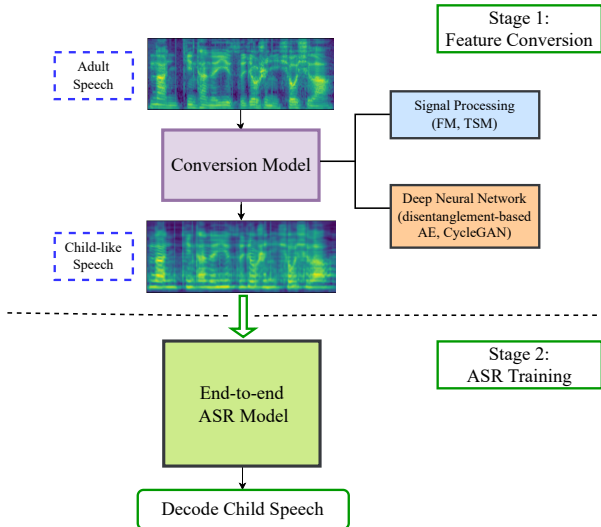 Stage 1:
Feature Conversion
Adult
Speech
Conversion Model
Signal Processing
(FM, TSM)
Deep Neural Network
(disentanglement-based
AE, CycleGAN)
Child-like
Speech
Stage 2:
ASR Training
End-to-end
ASR Model
Decode Child Speech